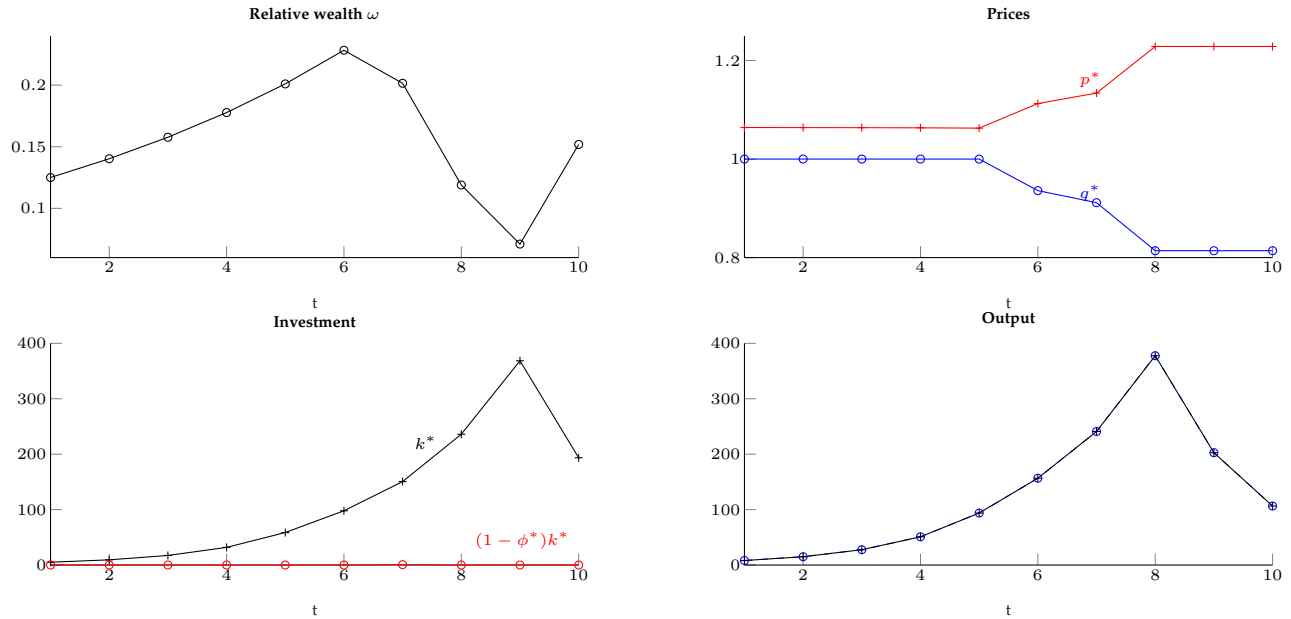 Relative wealth ω
0.2
0.15
0.1
2 4 6 8 10
t
Prices
1.2
1
0.8
p*
q*
2 4 6 8 10
t
Investment
400
300
200
100
0
k*
(1 − ϕ*)k*
2 4 6 8 10
t
Output
400
300
200
100
0
2 4 6 8 10
t